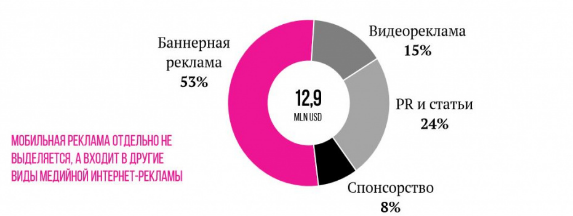 Баннерная
реклама
53%
Видеореклама
15%
12,9
MLN USD
PR и статьи
24%
МОБИЛЬНАЯ РЕКЛАМА ОТДЕЛЬНО НЕ
ВЫДЕЛЯЕТСЯ, А ВХОДИТ В ДРУГИЕ
ВИДЫ МЕДИЙНОЙ ИНТЕРНЕТ-РЕКЛАМЫ
Спонсорство
8%